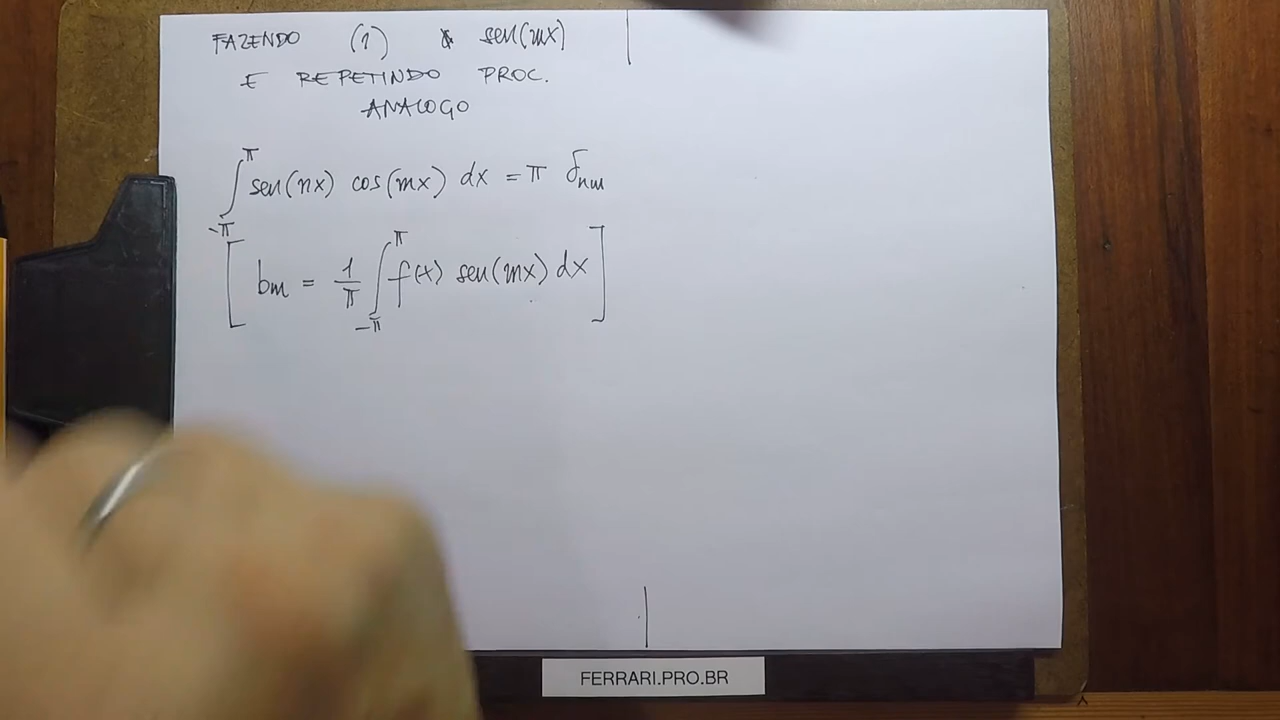 FAZENDO (1) * sen(mx)
E REPETINDO PROC.
ANALOGO
∫_{-π}^{π} sen(nx) cos(mx) dx = π δ_{nm}
[ b_m = 1/π ∫_{-π}^{π} f(x) sen(mx) dx ]
FERRARI.PRO.BR